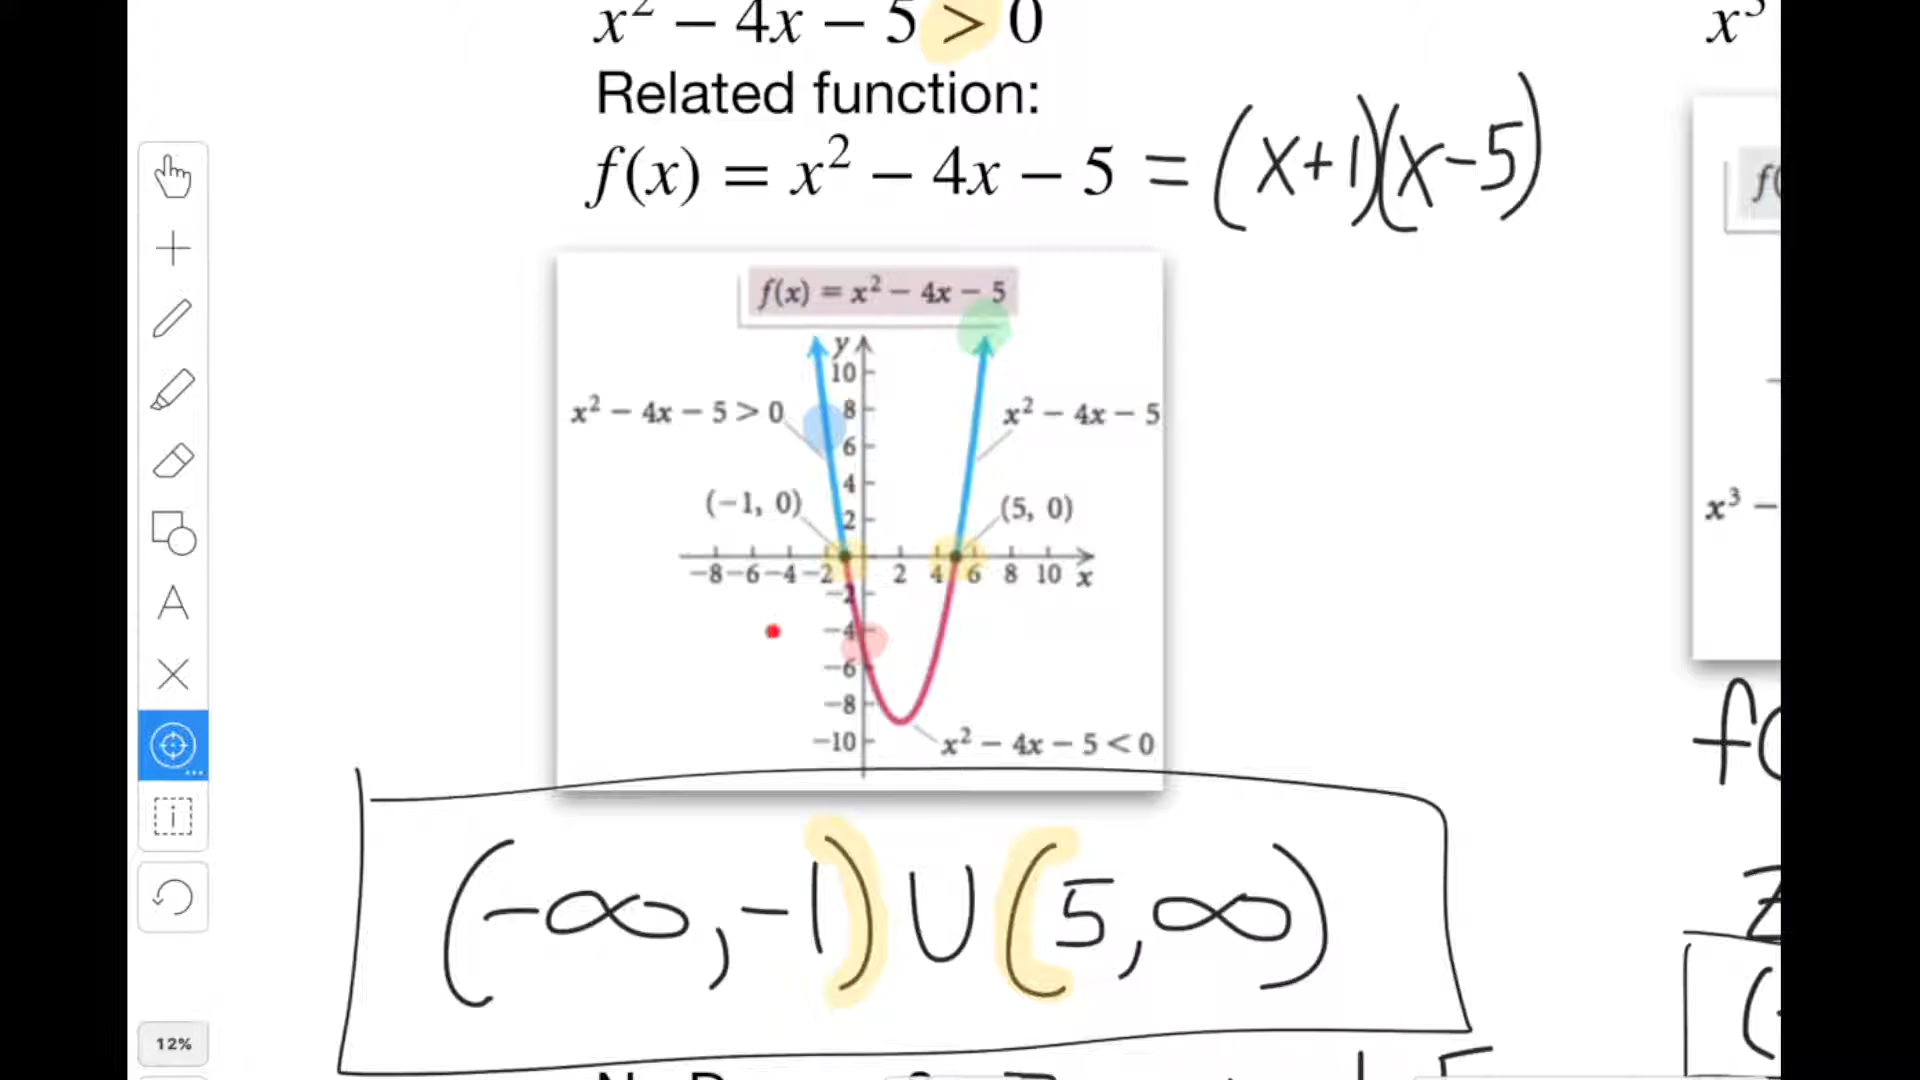 x² − 4x − 5 > 0
x³
Related function:
f(x) = x² − 4x − 5 = (x+1)(x−5)
f(x) = x² − 4x − 5
f(
y
10
8
6
4
2
x² − 4x − 5 > 0
x² − 4x − 5
(−1, 0)
(5, 0)
x³ −
−8 −6 −4 −2 2 4 6 8 10 x
−2
−4
−6
−8
−10
x² − 4x − 5 < 0
(−∞, −1) ∪ (5, ∞)
12%